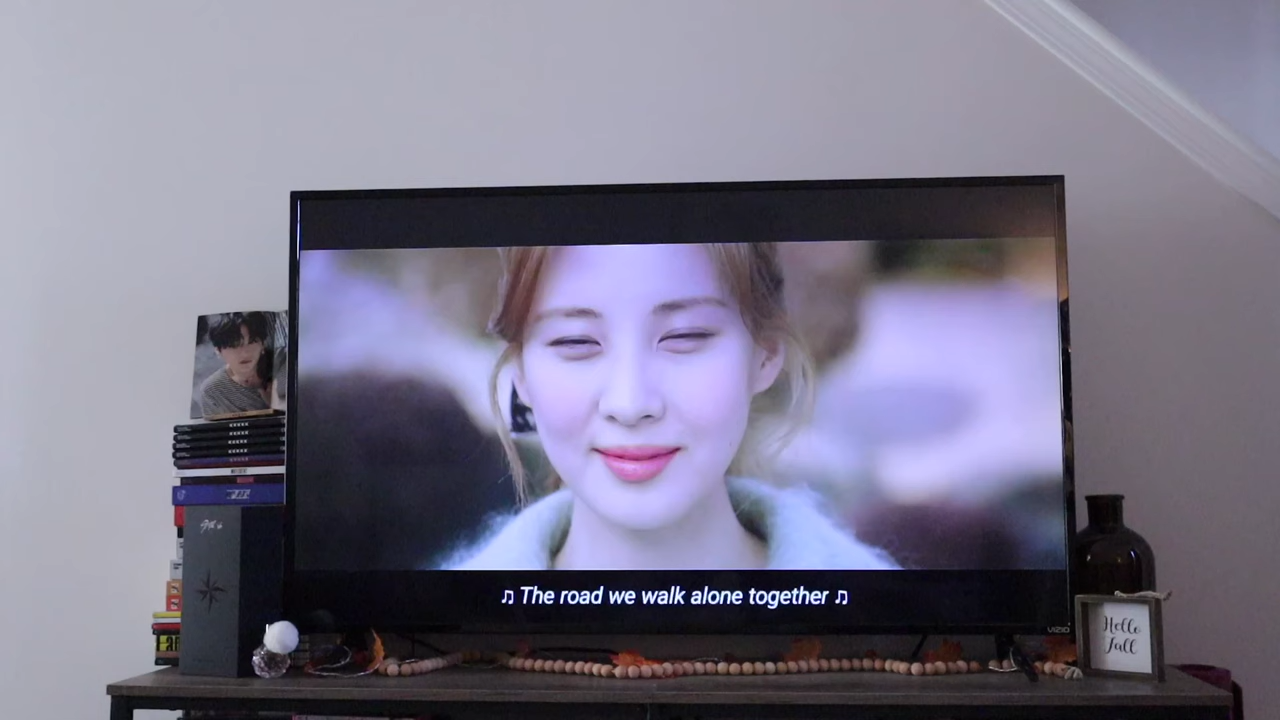 ♫ The road we walk alone together ♫
VIZIO
Hello
Fall